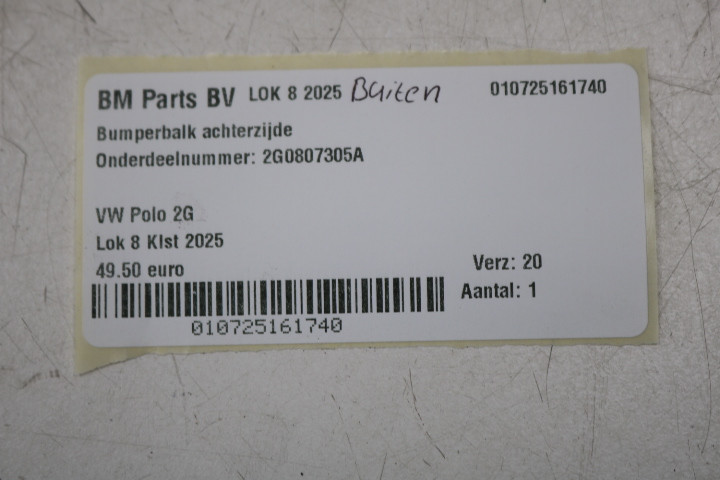 BM Parts BV LOK 8 2025 Buiten 010725161740
Bumperbalk achterzijde
Onderdeelnummer: 2G0807305A
VW Polo 2G
Lok 8 Klst 2025
49.50 euro
Verz: 20
Aantal: 1
010725161740